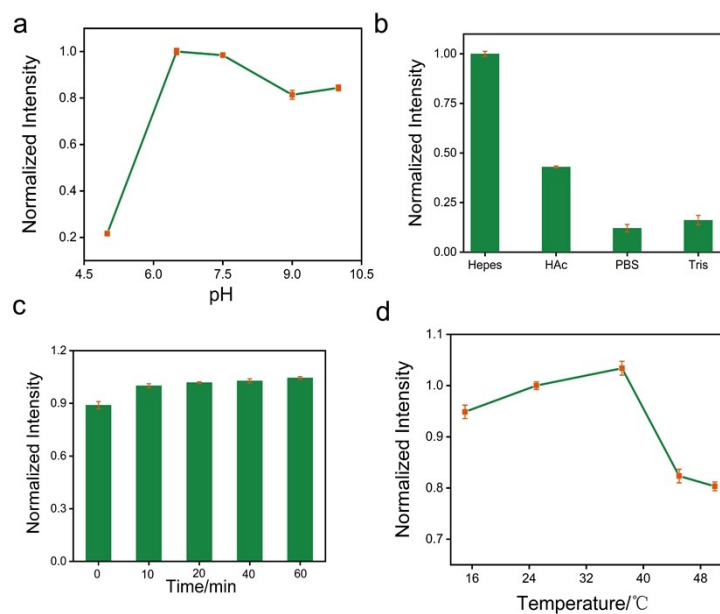 a
1.0
0.8
0.6
0.4
0.2
Normalized Intensity
4.5 6.0 7.5 9.0 10.5
pH
b
1.00
0.75
0.50
0.25
0.00
Normalized Intensity
Hepes HAc PBS Tris
c
1.2
0.9
0.6
0.3
0.0
Normalized Intensity
0 10 20 40 60
Time/min
d
1.1
1.0
0.9
0.8
0.7
Normalized Intensity
16 24 32 40 48
Temperature/℃